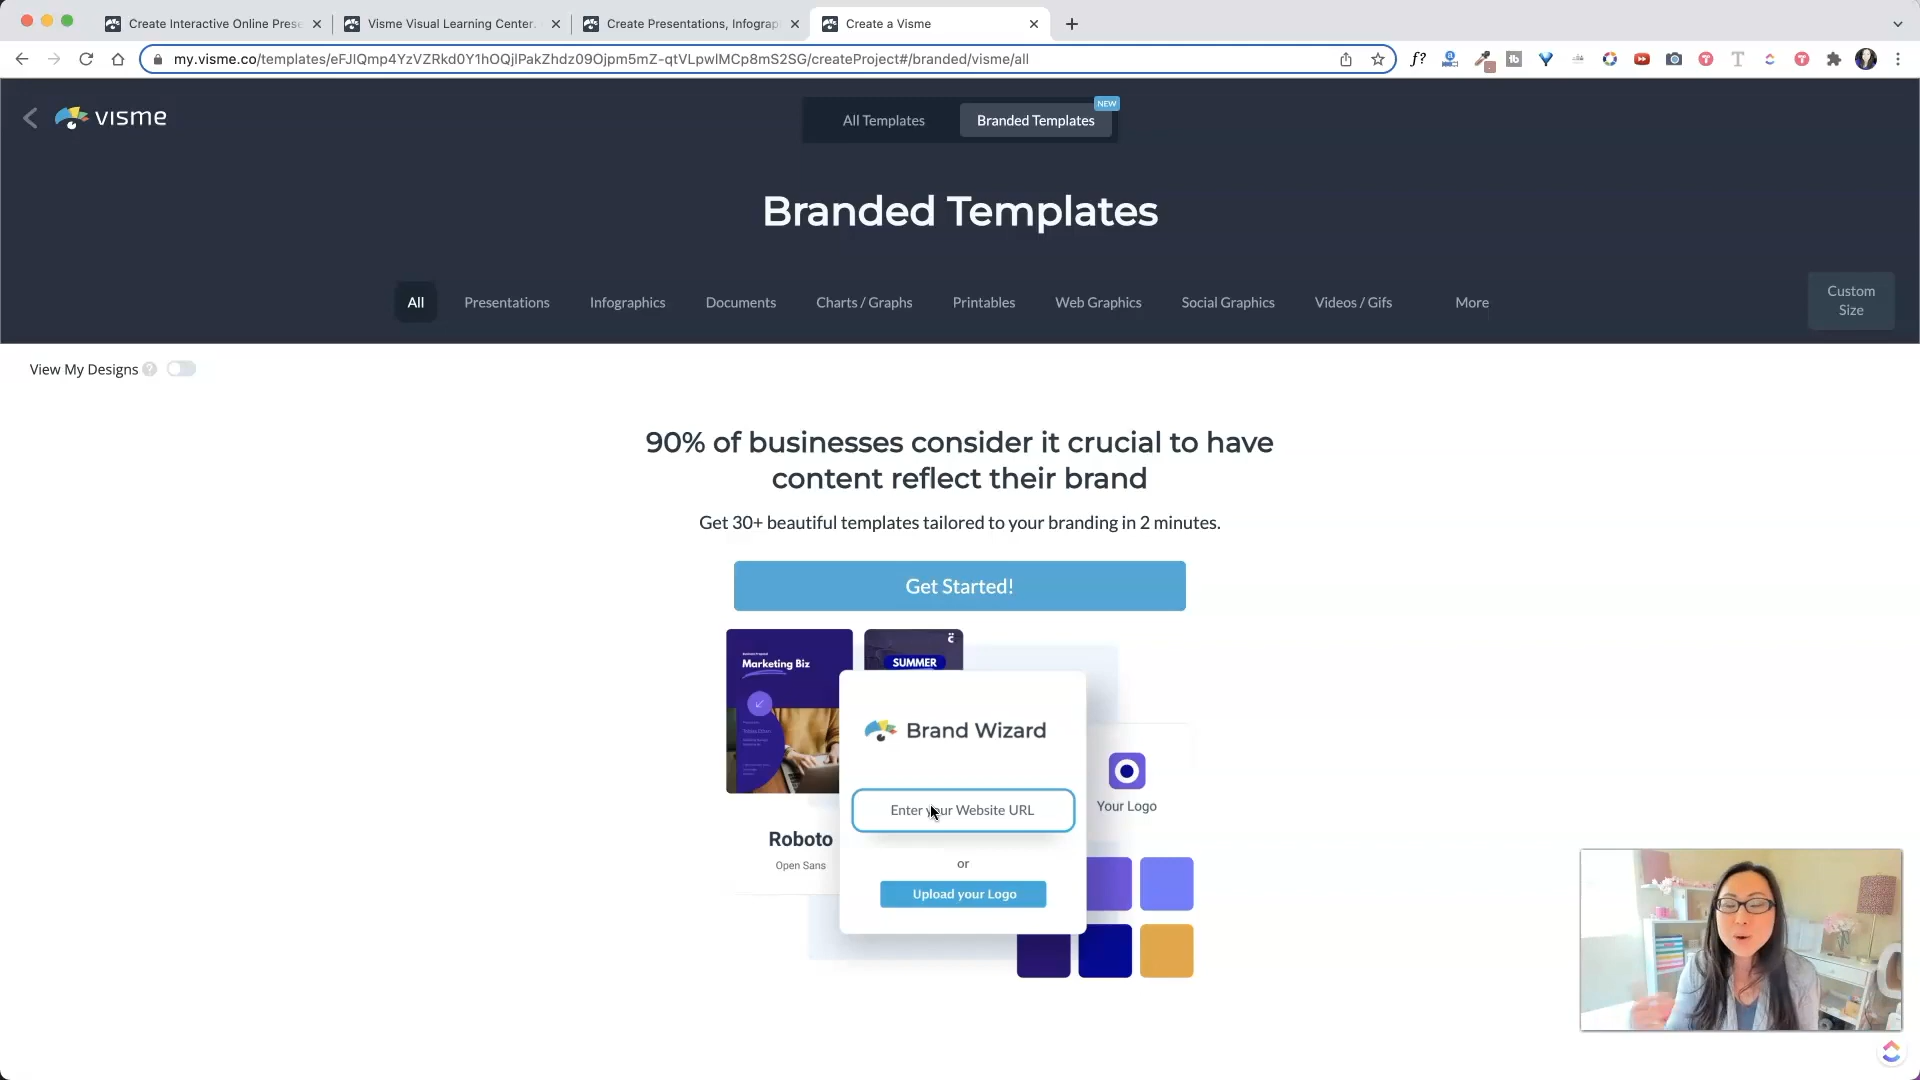 Create Interactive Online Prese
Visme Visual Learning Center.
Create Presentations, Infograp
Create a Visme
my.visme.co/templates/eFJlQmp4YzVZRkd0Y1hOQjlPakZhdz09Ojpm5mZ-qtVLpwlMCp8mS2SG/createProject#/branded/visme/all
f?
visme
All Templates
Branded Templates
NEW
Branded Templates
All
Presentations
Infographics
Documents
Charts / Graphs
Printables
Web Graphics
Social Graphics
Videos / Gifs
More
Custom
Size
View My Designs
90% of businesses consider it crucial to have
content reflect their brand
Get 30+ beautiful templates tailored to your branding in 2 minutes.
Get Started!
Marketing Biz
SUMMER
Brand Wizard
Enter your Website URL
or
Upload your Logo
Your Logo
Roboto
Open Sans